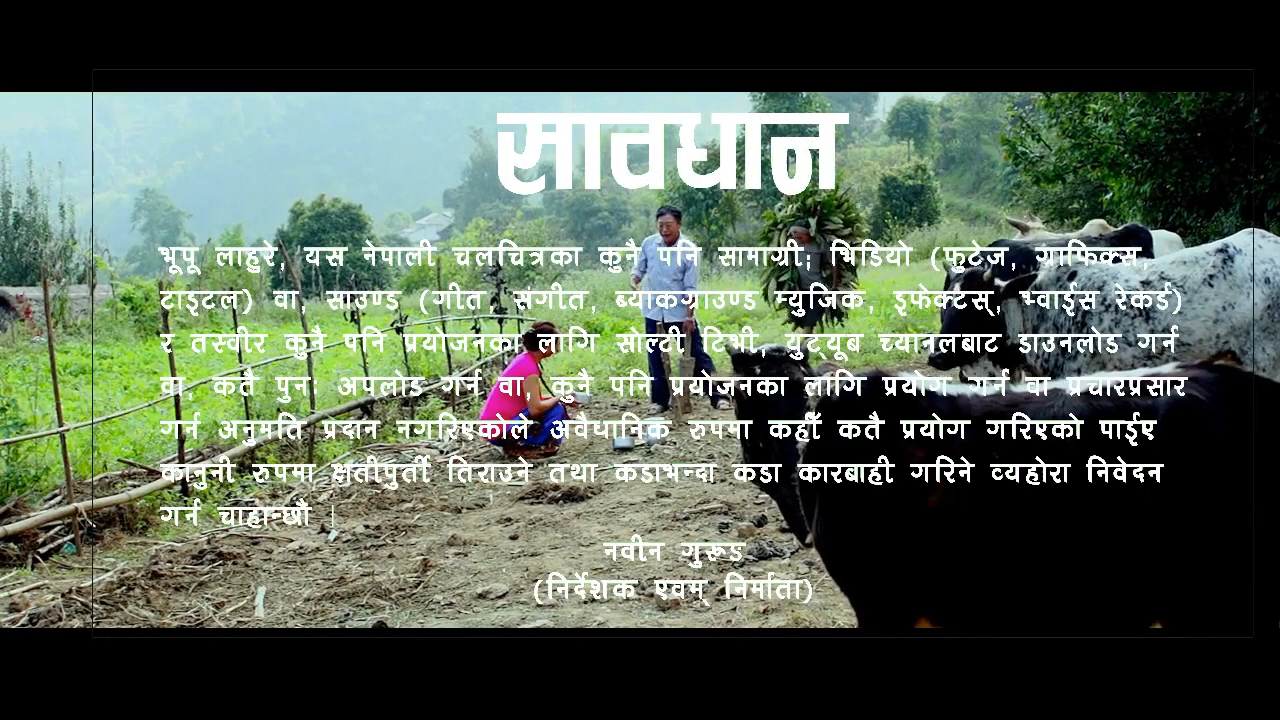 सावधान
भूपू लाहुरे, यस नेपाली चलचित्रका कुनै पनि सामाग्री; भिडियो (फुटेज, ग्राफिक्स,
टाइटल) वा, साउण्ड (गीत, संगीत, ब्याकग्राउण्ड म्युजिक, इफेक्टस्, भ्वाईस रेकर्ड)
र तस्वीर कुनै पनि प्रयोजनका लागि सोल्टी टिभी, युट्यूब च्यानलबाट डाउनलोड गर्न
वा, कतै पुनः अपलोड गर्न वा, कुनै पनि प्रयोजनका लागि प्रयोग गर्न वा प्रचारप्रसार
गर्न अनुमति प्रदान नगरिएकोले अवैधानिक रुपमा कहीँ कतै प्रयोग गरिएको पाईए
कानुनी रुपमा क्षतीपुर्ती तिराउने तथा कडाभन्दा कडा कारबाही गरिने व्यहोरा निवेदन
गर्न चाहान्छौ |
नवीन गुरूङ
(निर्देशक एवम् निर्माता)